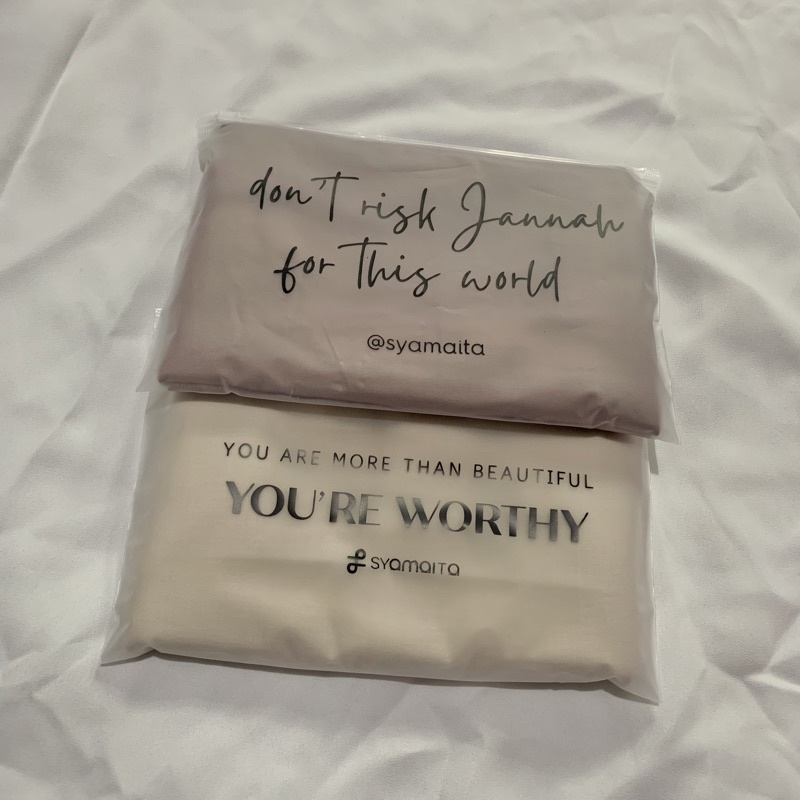 don't risk Jannah
for this world
@syamaita
YOU ARE MORE THAN BEAUTIFUL
YOU'RE WORTHY
SYAMAITA